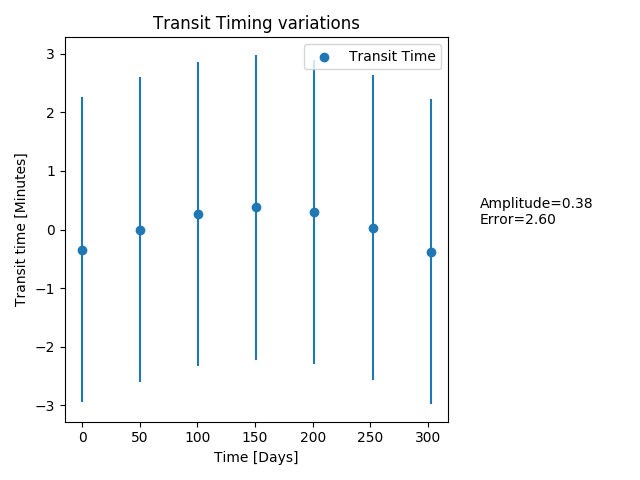 Transit Timing variations
Transit Time
3
2
1
0
−1
−2
−3
Transit time [Minutes]
0 50 100 150 200 250 300
Time [Days]
Amplitude=0.38
Error=2.60